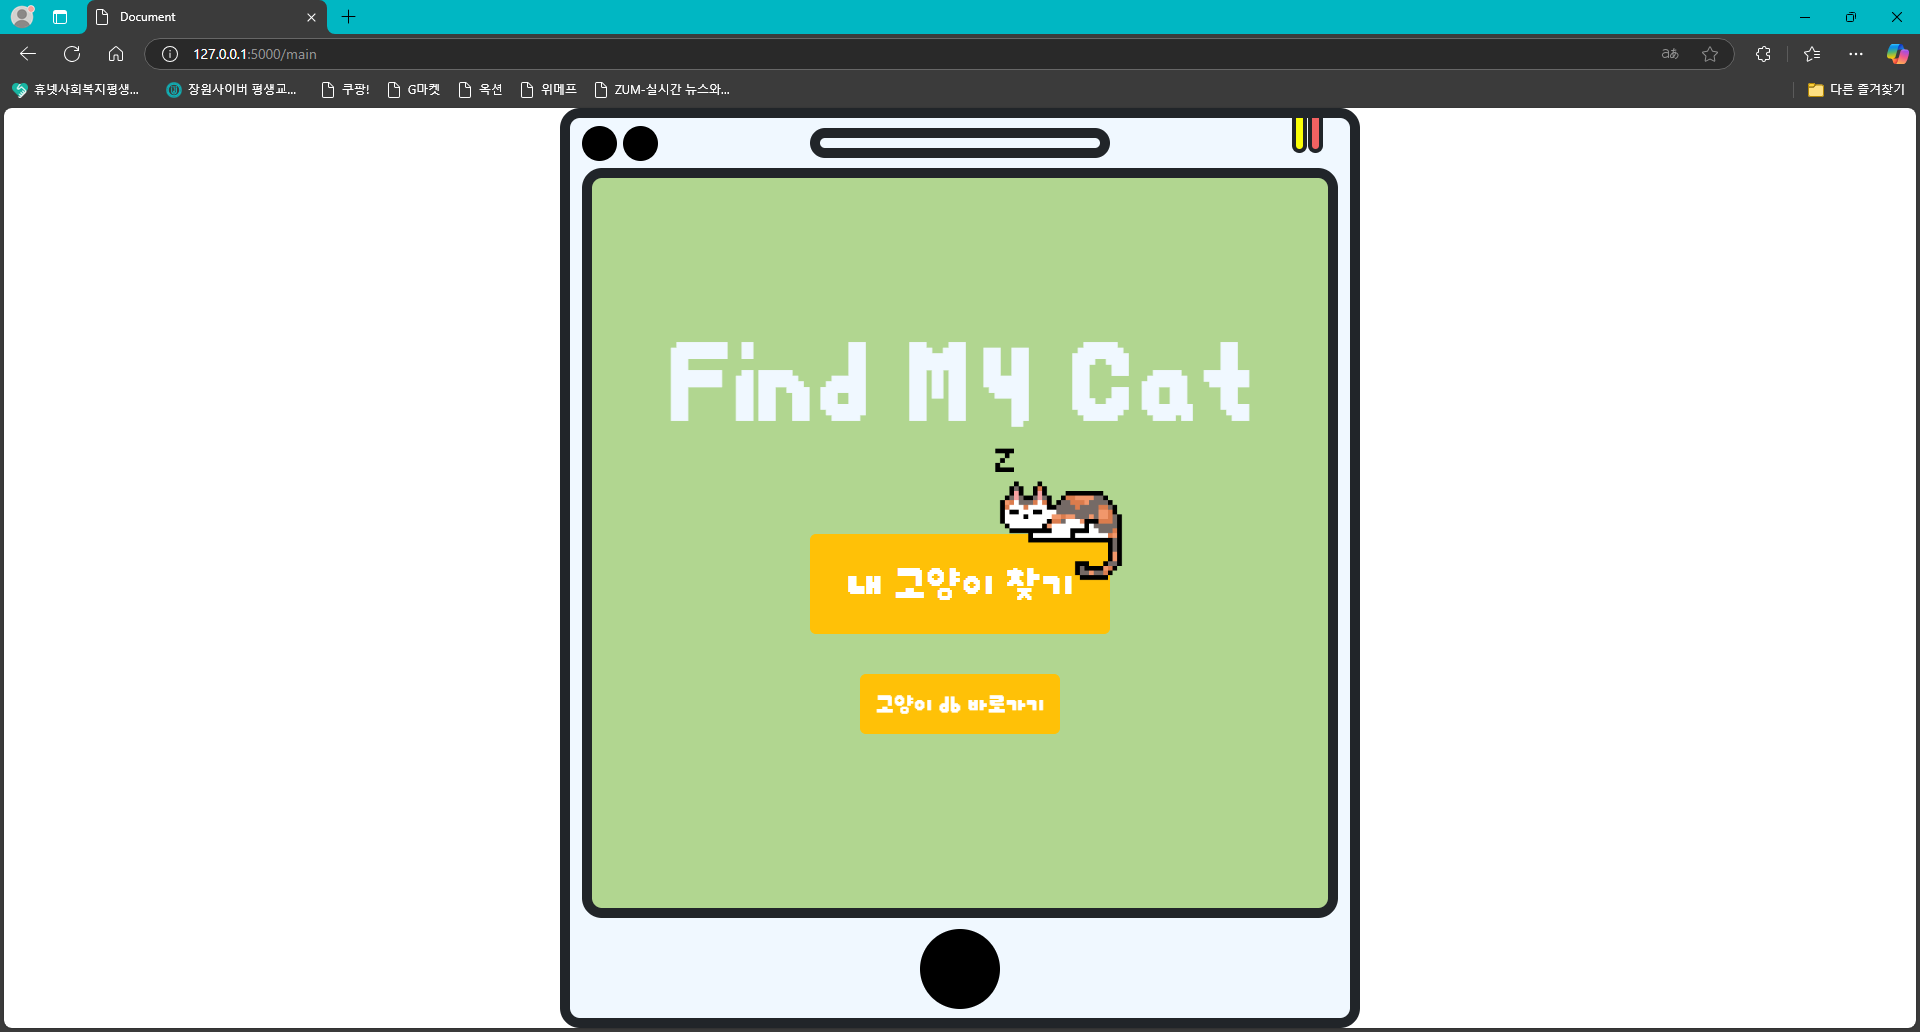 Document
127.0.0.1:5000/main
휴넷사회복지평생...
장원사이버 평생교...
쿠팡!
G마켓
옥션
위메프
ZUM-실시간 뉴스와...
다른 즐겨찾기
Find My Cat
Z
내 고양이 찾기
고양이 db 바로가기